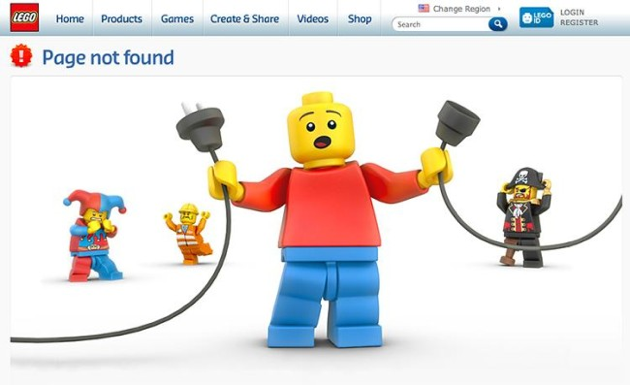 LEGO
Home
Products
Games
Create & Share
Videos
Shop
Change Region
Search
LEGO ID
LOGIN
REGISTER
Page not found